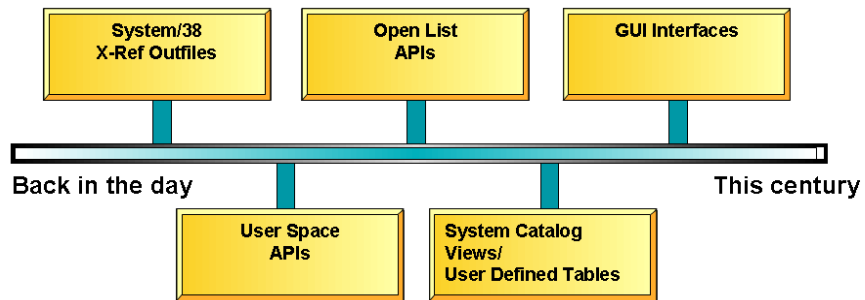 System/38
X-Ref Outfiles
Open List
APIs
GUI Interfaces
Back in the day
This century
User Space
APIs
System Catalog
Views/
User Defined Tables